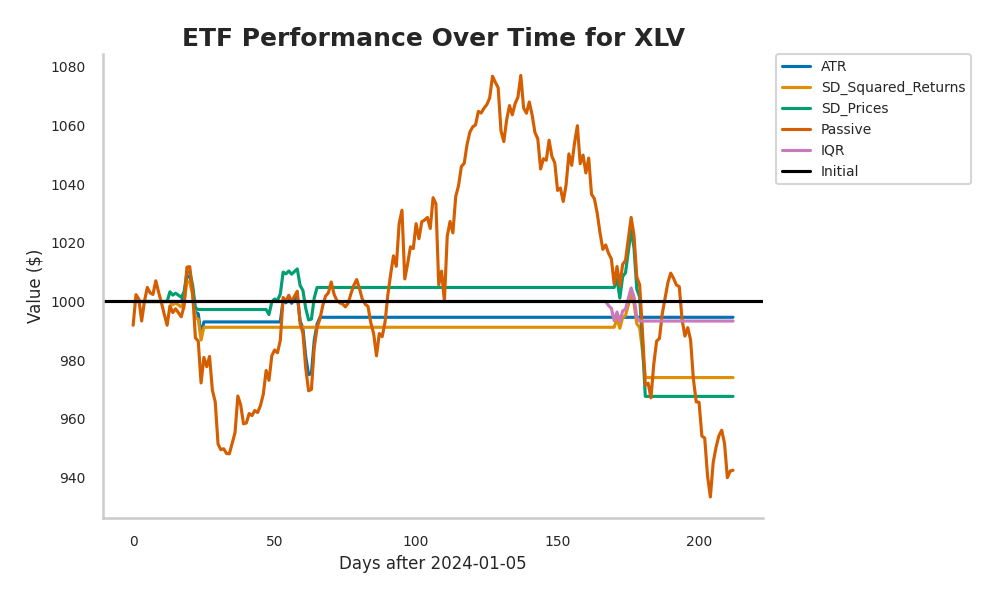 ETF Performance Over Time for XLV
1080
1060
1040
1020
1000
980
960
940
Value ($)
0
50
100
150
200
Days after 2024-01-05
ATR
SD_Squared_Returns
SD_Prices
Passive
IQR
Initial